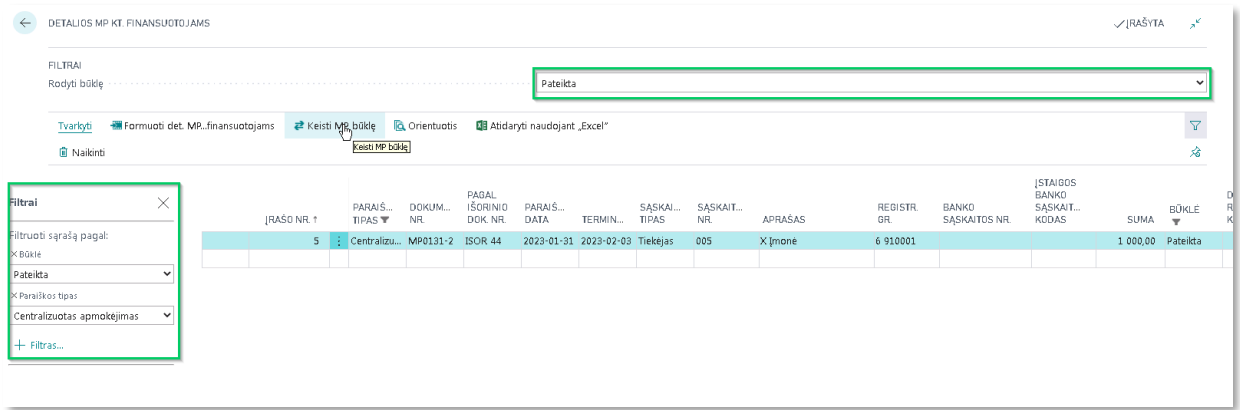 DETALIOS MP KT. FINANSUOTOJAMS
ĮRAŠYTA
FILTRAI
Rodyti būklę
Pateikta
Tvarkyti
Formuoti det. MP...finansuotojams
Keisti MP būklę
Orientuotis
Atidaryti naudojant „Excel“
Naikinti
Keisti MP būklę
Filtrai
Filtruoti sąrašą pagal:
× Būklė
Pateikta
× Paraiškos tipas
Centralizuotas apmokėjimas
+ Filtras...
ĮRAŠO NR. ↑
PARAIŠ...
TIPAS
DOKUM...
NR.
PAGAL
IŠORINIO
DOK. NR.
PARAIŠ...
DATA
TERMIN...
SĄSKAI...
TIPAS
SĄSKAIT...
NR.
APRAŠAS
REGISTR.
GR.
BANKO
SĄSKAITOS NR.
ĮSTAIGOS
BANKO
SĄSKAIT...
KODAS
SUMA
BŪKLĖ
D
R
K
5 Centralizu... MP0131-2 ISOR 44 2023-01-31 2023-02-03 Tiekėjas 005 X Įmonė 6 910001 1 000,00 Pateikta